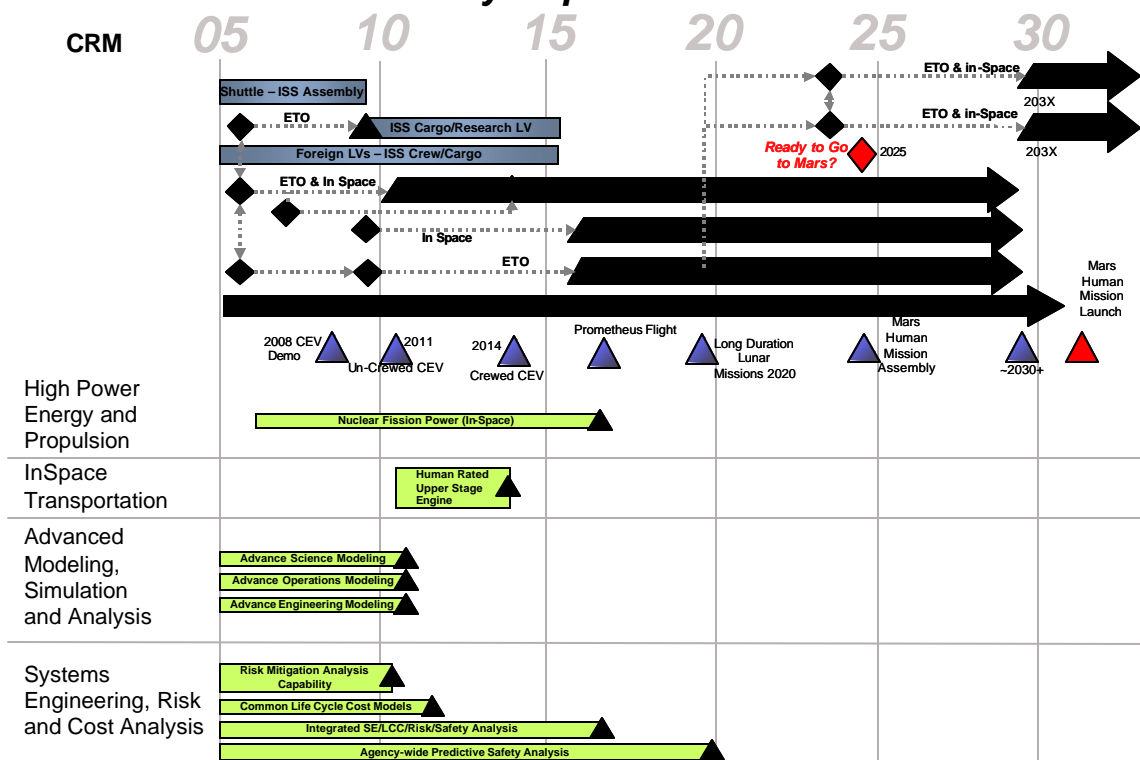 05 10 15 20 25 30
CRM
ETO & in-Space
Shuttle – ISS Assembly
203X
ETO
ETO & in-Space
ISS Cargo/Research LV
Ready to Go
to Mars?
2025
203X
Foreign LVs – ISS Crew/Cargo
ETO & In Space
In Space
ETO
Mars
Human
Mission
Launch
2008 CEV
Demo
2011
Un-Crewed CEV
2014
Crewed CEV
Prometheus Flight
Long Duration
Lunar
Missions 2020
Mars
Human
Mission
Assembly
~2030+
High Power
Energy and
Propulsion
Nuclear Fission Power (In-Space)
InSpace
Transportation
Human Rated
Upper Stage
Engine
Advanced
Modeling,
Simulation
and Analysis
Advance Science Modeling
Advance Operations Modeling
Advance Engineering Modeling
Systems
Engineering, Risk
and Cost Analysis
Risk Mitigation Analysis
Capability
Common Life Cycle Cost Models
Integrated SE/LCC/Risk/Safety Analysis
Agency-wide Predictive Safety Analysis